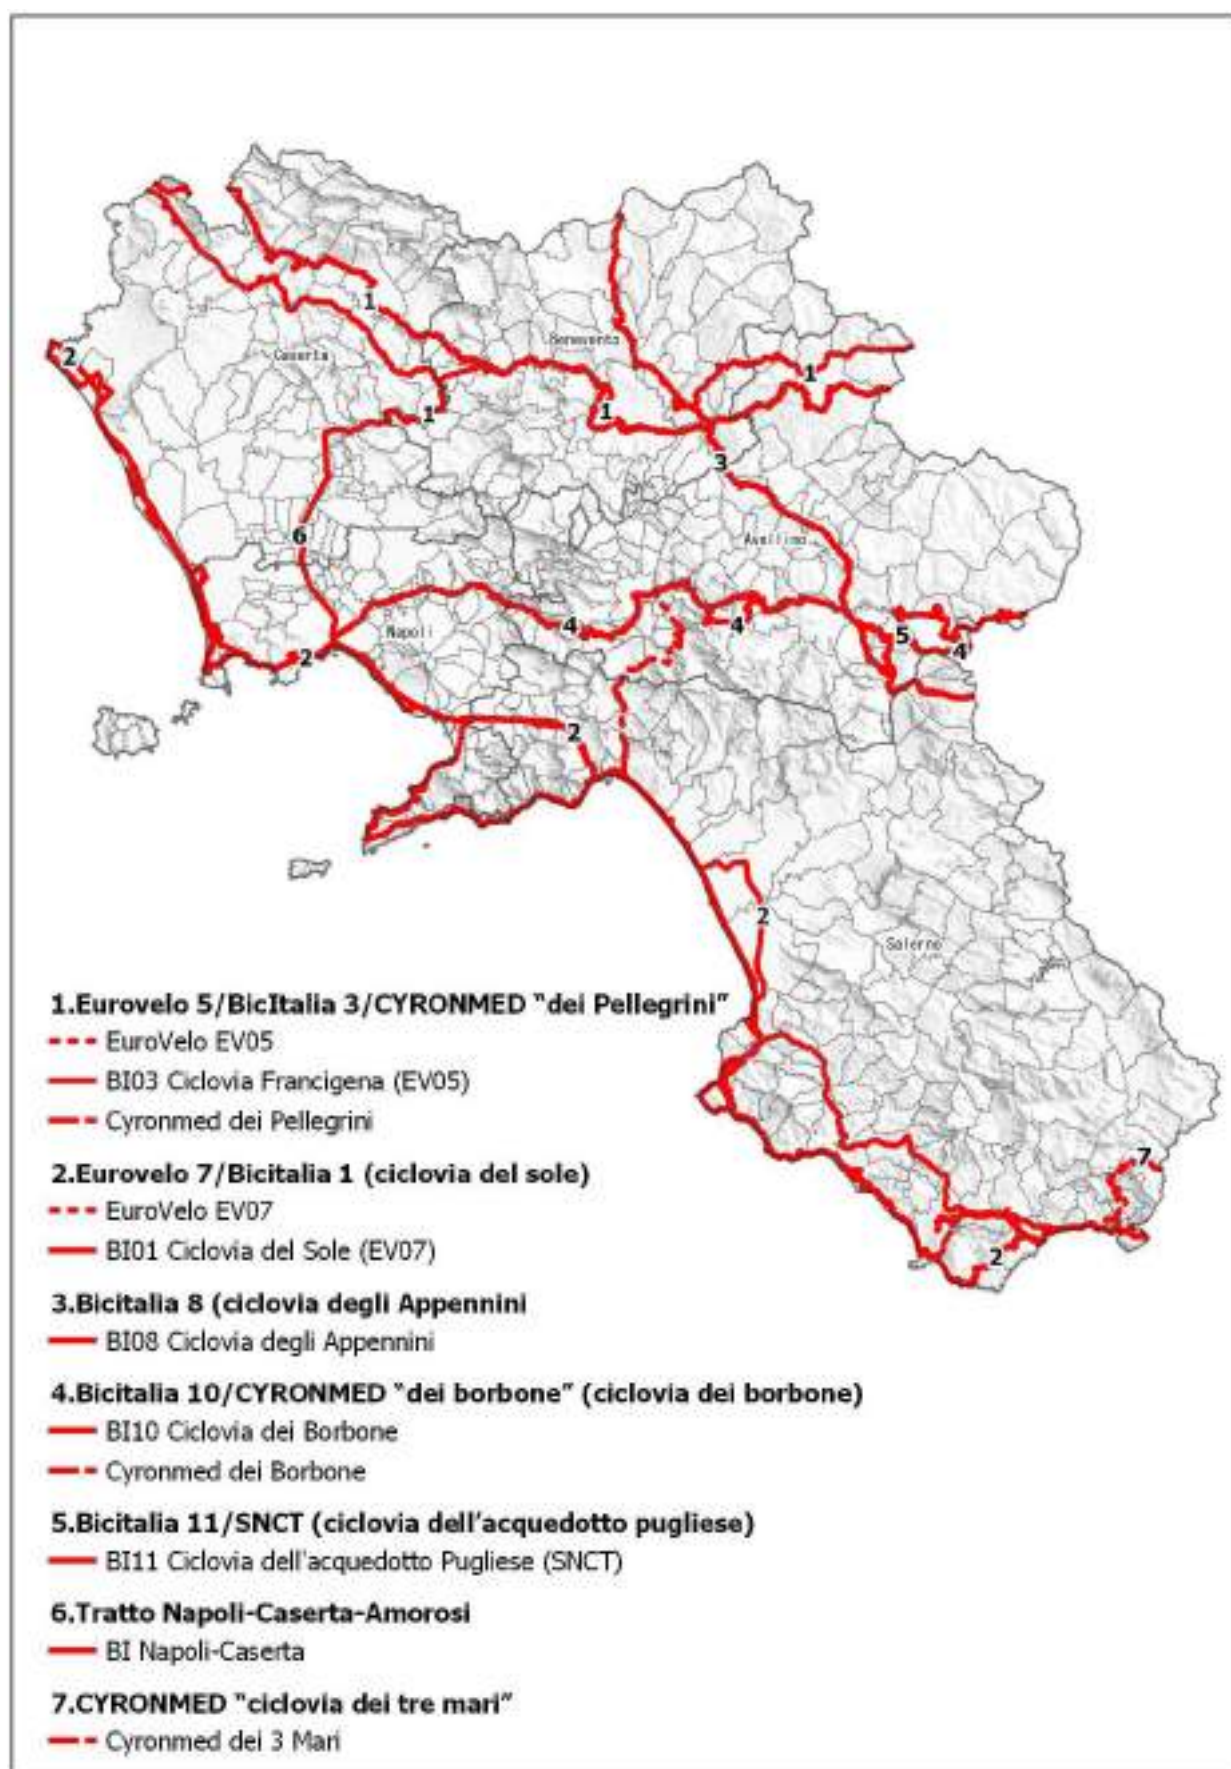 1
2
Caserta
Benevento
1
1
1
3
6
Avellino
Napoli
4
4
5
4
2
2
2
Salerno
7
2
1.Eurovelo 5/BicItalia 3/CYRONMED "dei Pellegrini"
EuroVelo EV05
BI03 Ciclovia Francigena (EV05)
Cyronmed dei Pellegrini
2.Eurovelo 7/Bicitalia 1 (ciclovia del sole)
EuroVelo EV07
BI01 Ciclovia del Sole (EV07)
3.Bicitalia 8 (ciclovia degli Appennini
BI08 Ciclovia degli Appennini
4.Bicitalia 10/CYRONMED "dei borbone" (ciclovia dei borbone)
BI10 Ciclovia dei Borbone
Cyronmed dei Borbone
5.Bicitalia 11/SNCT (ciclovia dell'acquedotto pugliese)
BI11 Ciclovia dell'acquedotto Pugliese (SNCT)
6.Tratto Napoli-Caserta-Amorosi
BI Napoli-Caserta
7.CYRONMED "ciclovia dei tre mari"
Cyronmed dei 3 Mari